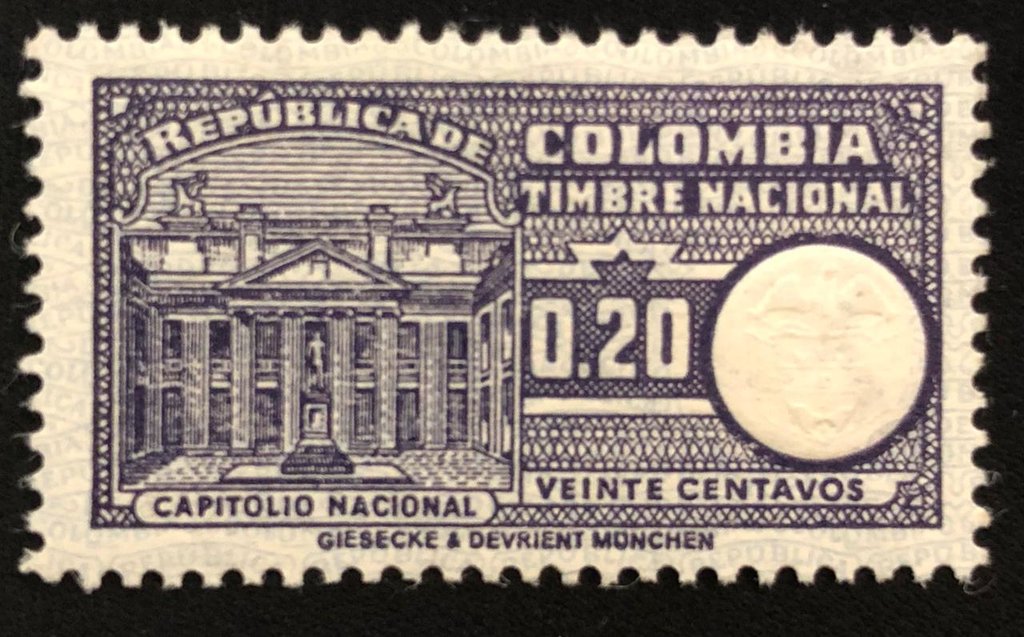 REPÚBLICA DE
COLOMBIA
TIMBRE NACIONAL
0.20
VEINTE CENTAVOS
CAPITOLIO NACIONAL
GIESECKE & DEVRIENT MÜNCHEN